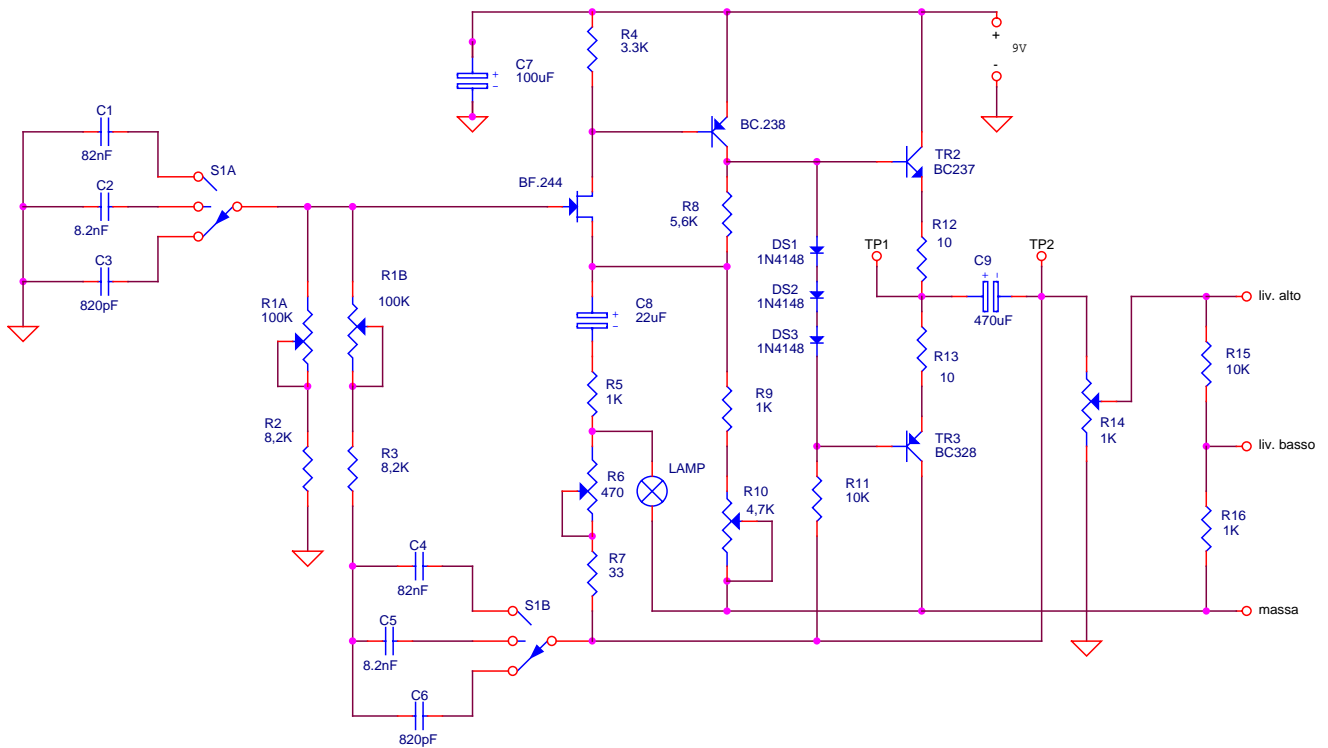 R4
3.3K
+
9V
-
C7
100uF
+
-
C1
82nF
S1A
C2
8.2nF
C3
820pF
BC.238
TR2
BC237
BF.244
R8
5,6K
R12
10
DS1
1N4148
DS2
1N4148
DS3
1N4148
TP1
TP2
C9
+ -
470uF
R1B
100K
R1A
100K
C8
22uF
+
-
liv. alto
R13
10
R15
10K
R5
1K
R9
1K
R14
1K
R2
8,2K
R3
8,2K
TR3
BC328
liv. basso
R6
470
LAMP
R10
4,7K
R11
10K
R16
1K
C4
82nF
R7
33
S1B
massa
C5
8.2nF
C6
820pF